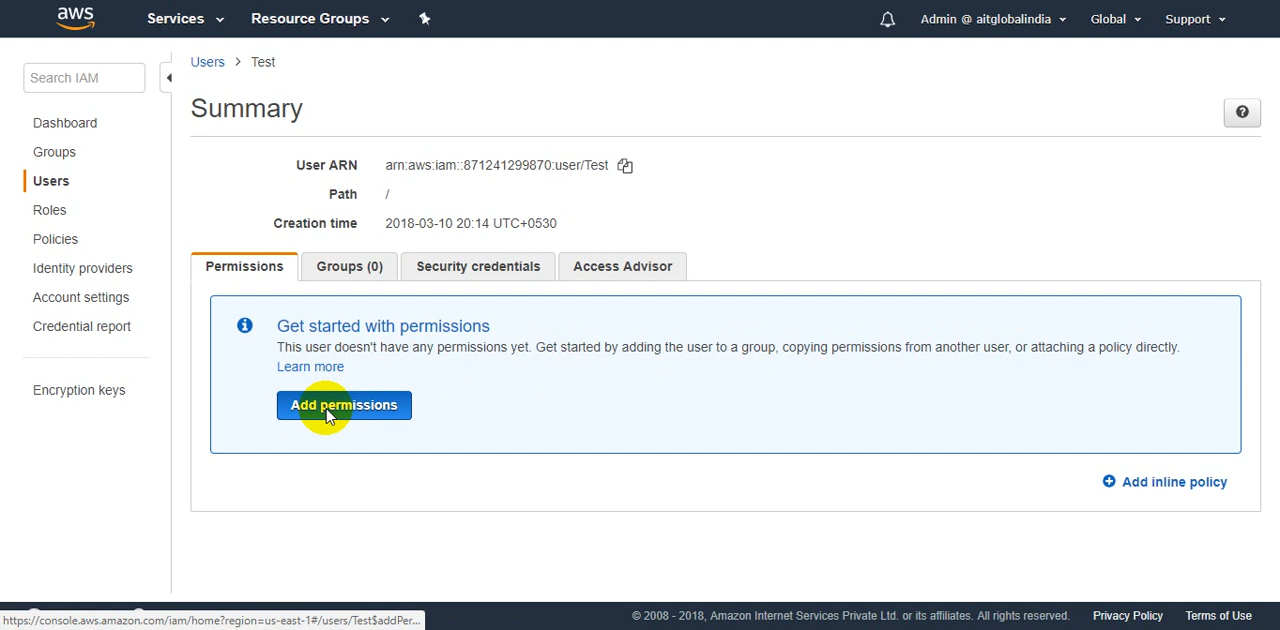 aws Services Resource Groups Admin @ aitglobalindia Global Support
Search IAM
Dashboard
Groups
Users
Roles
Policies
Identity providers
Account settings
Credential report
Encryption keys
Users > Test
Summary
User ARN arn:aws:iam::871241299870:user/Test
Path /
Creation time 2018-03-10 20:14 UTC+0530
Permissions Groups (0) Security credentials Access Advisor
Get started with permissions
This user doesn't have any permissions yet. Get started by adding the user to a group, copying permissions from another user, or attaching a policy directly.
Learn more
Add permissions
Add inline policy
https://console.aws.amazon.com/iam/home?region=us-east-1#/users/Test$addPer...
© 2008 - 2018, Amazon Internet Services Private Ltd. or its affiliates. All rights reserved. Privacy Policy Terms of Use